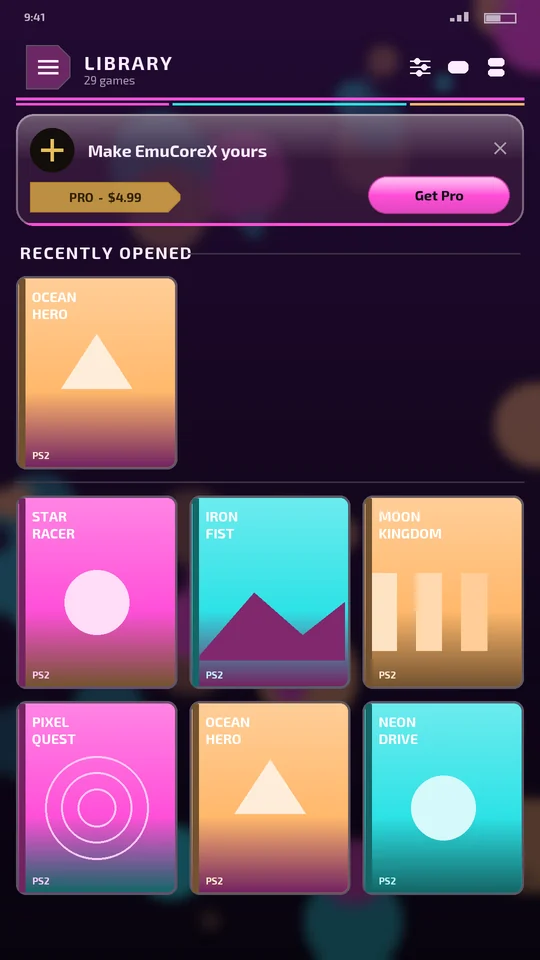 9:41
LIBRARY
29 games
Make EmuCoreX yours
PRO - $4.99
Get Pro
RECENTLY OPENED
OCEAN
HERO
PS2
STAR
RACER
PS2
IRON
FIST
PS2
MOON
KINGDOM
PS2
PIXEL
QUEST
PS2
OCEAN
HERO
PS2
NEON
DRIVE
PS2